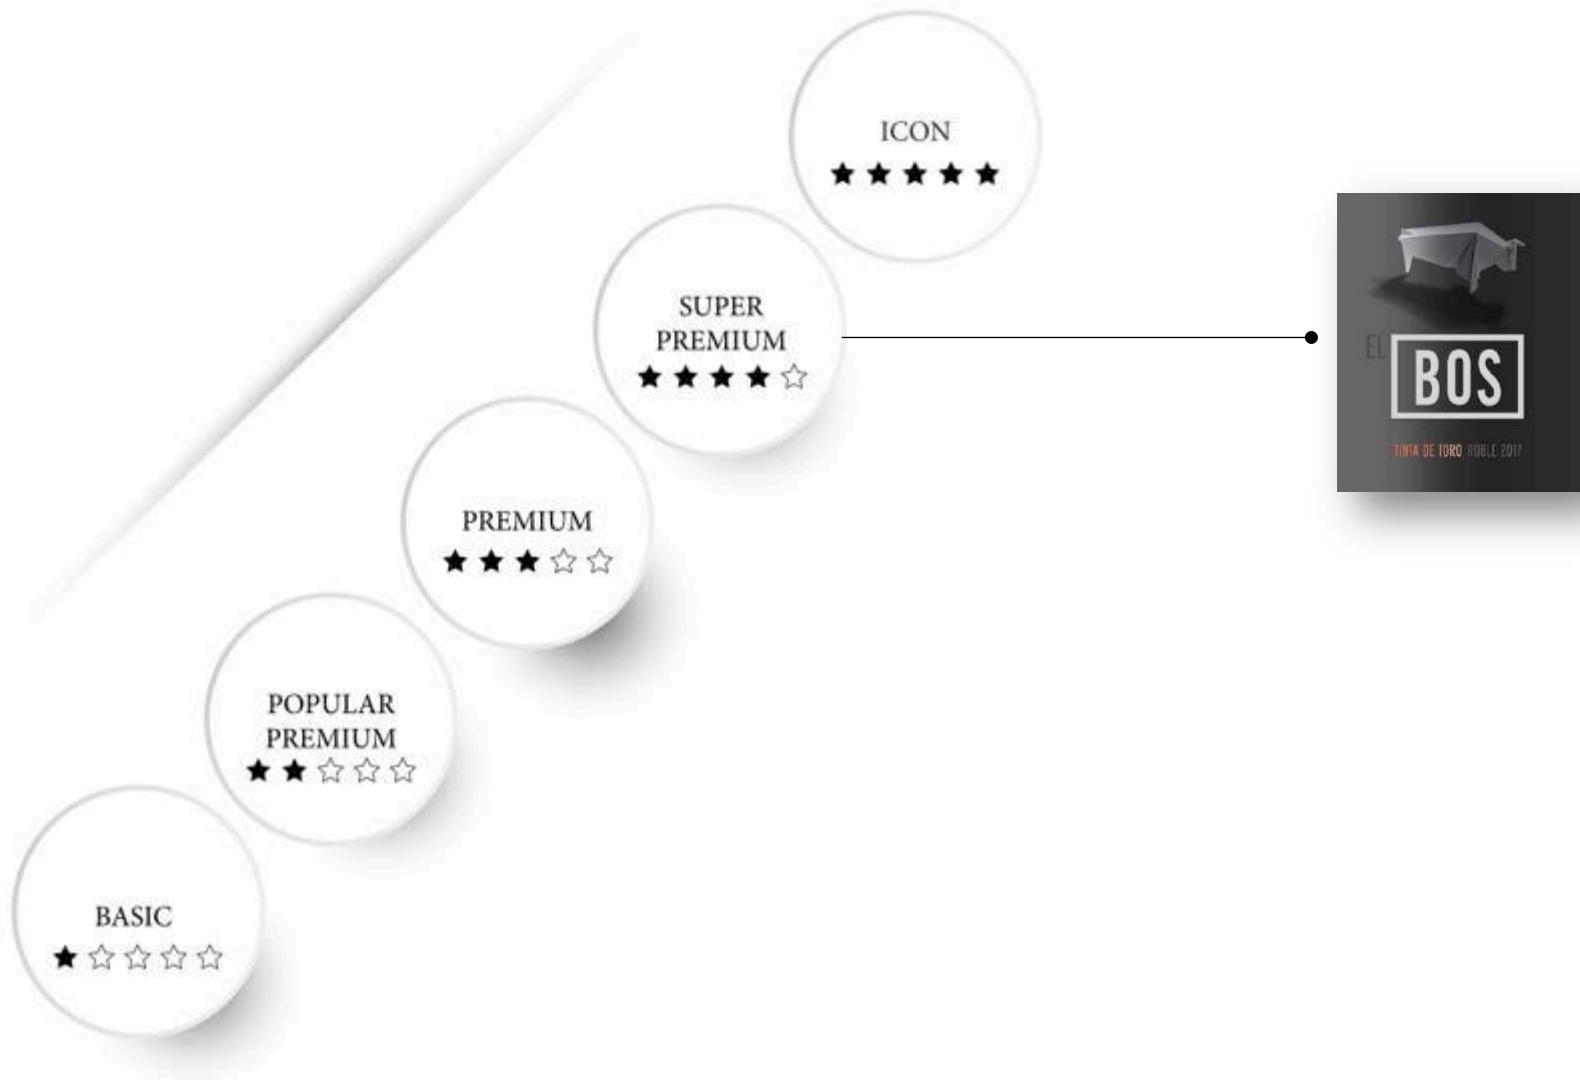 ICON
★ ★ ★ ★ ★
SUPER
PREMIUM
★ ★ ★ ★ ☆
EL BOS
TINTA DE TORO ROBLE 2017
PREMIUM
★ ★ ★ ☆ ☆
POPULAR
PREMIUM
★ ★ ☆ ☆ ☆
BASIC
★ ☆ ☆ ☆ ☆